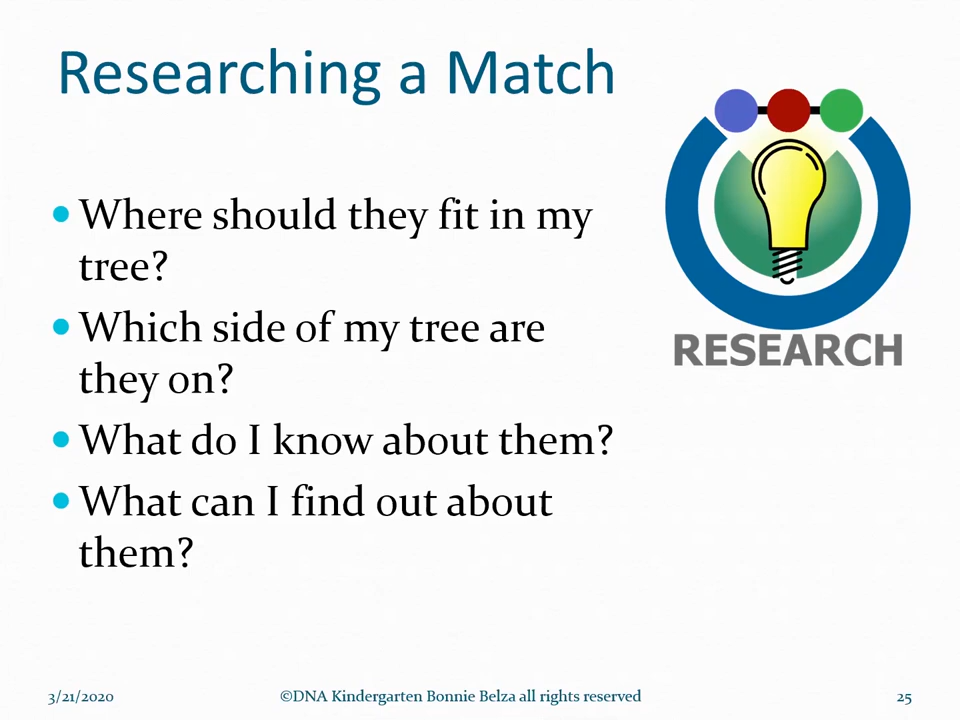 Researching a Match
• Where should they fit in my
tree?
• Which side of my tree are
they on?
• What do I know about them?
• What can I find out about
them?
RESEARCH
3/21/2020
©DNA Kindergarten Bonnie Belza all rights reserved
25